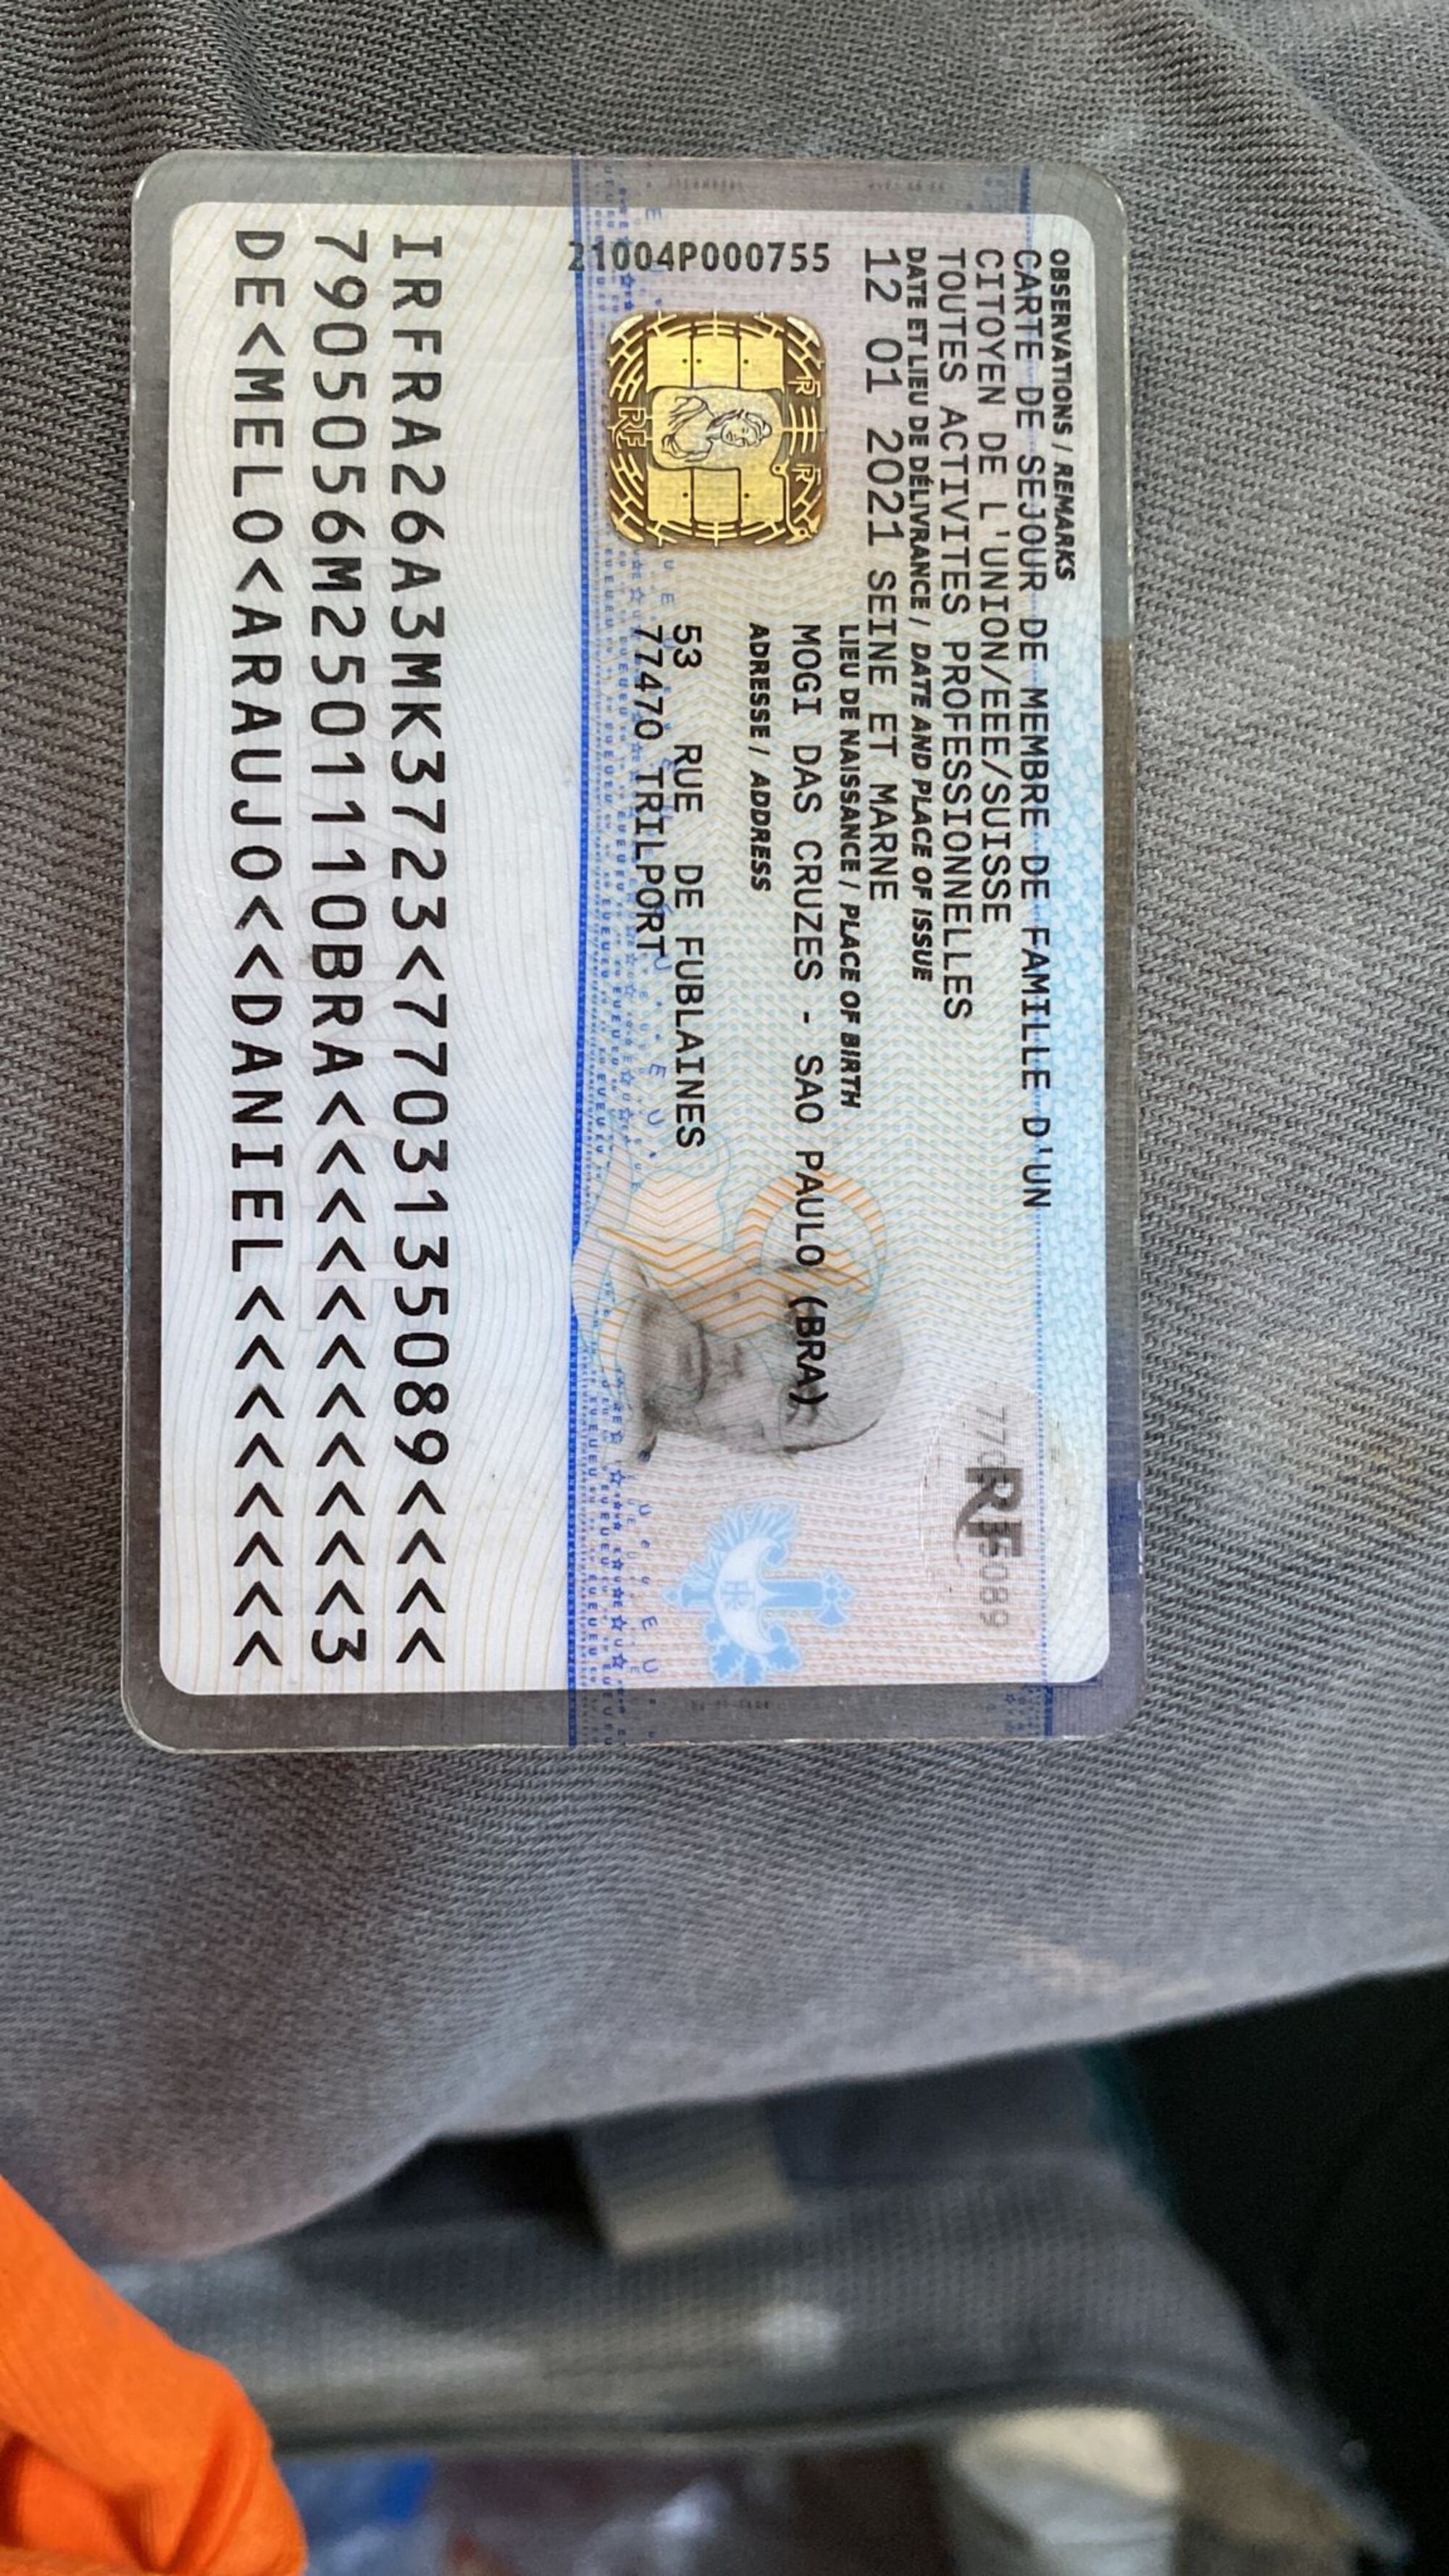 OBSERVATIONS / REMARKS
CARTE DE SEJOUR DE MEMBRE DE FAMILLE D'UN
CITOYEN DE L'UNION/EEE/SUISSE
TOUTES ACTIVITES PROFESSIONNELLES
DATE ET LIEU DE DÉLIVRANCE / DATE AND PLACE OF ISSUE
12 01 2021 SEINE ET MARNE
LIEU DE NAISSANCE / PLACE OF BIRTH
MOGI DAS CRUZES - SAO PAULO (BRA)
ADRESSE / ADDRESS
53 RUE DE FUBLAINES
77470 TRILPORT
21004P000755
RF
IRFRA26A3MK3723<7703135089<<<<
7905056M2501110BRA<<<<<<<<<<<3
DE<MELO<ARAUJO<<DANIEL<<<<<<<<